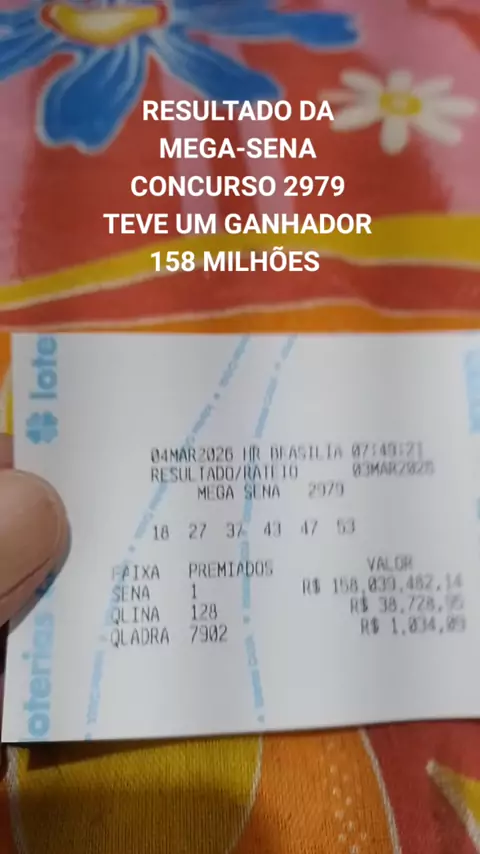 RESULTADO DA
MEGA-SENA
CONCURSO 2979
TEVE UM GANHADOR
158 MILHÕES
lote
04MAR2026 HR BRASILIA 07:49:21
RESULTADO/RATEIO 03MAR2026
MEGA SENA 2979
18 27 37 43 47 53
FAIXA PREMIADOS VALOR
SENA 1 R$ 158,039,482,14
QUINA 128 R$ 38,728,95
QUADRA 7902 R$ 1,034,09
oterias